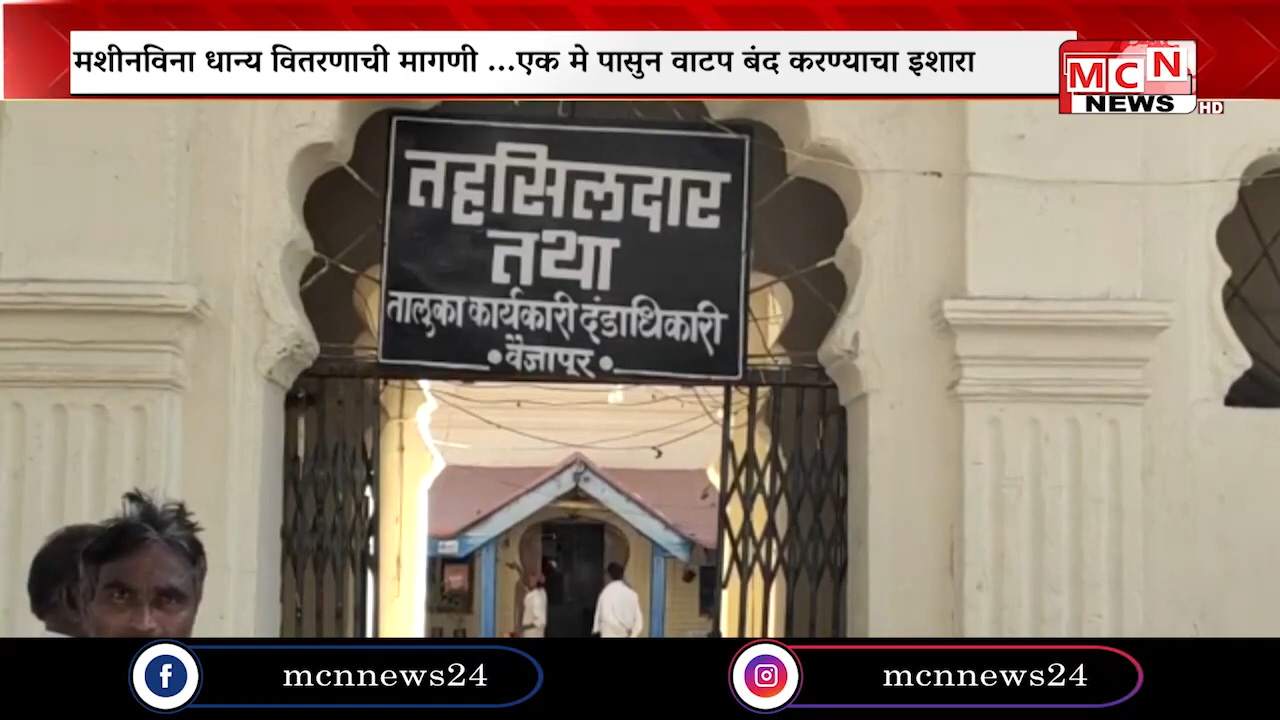 मशीनविना धान्य वितरणाची मागणी ...एक मे पासुन वाटप बंद करण्याचा इशारा
MCN
NEWS HD
तहसिलदार
तथा
तालुका कार्यकारी दंडाधिकारी
•वैजापूर•
mcnnews24
mcnnews24